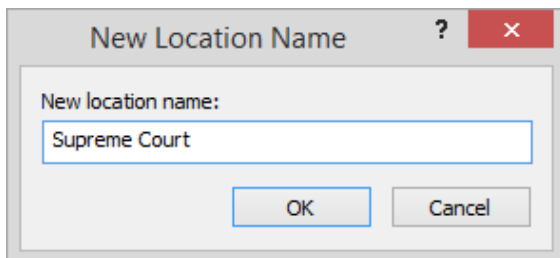 New Location Name ? ×
New location name:
Supreme Court
OK Cancel